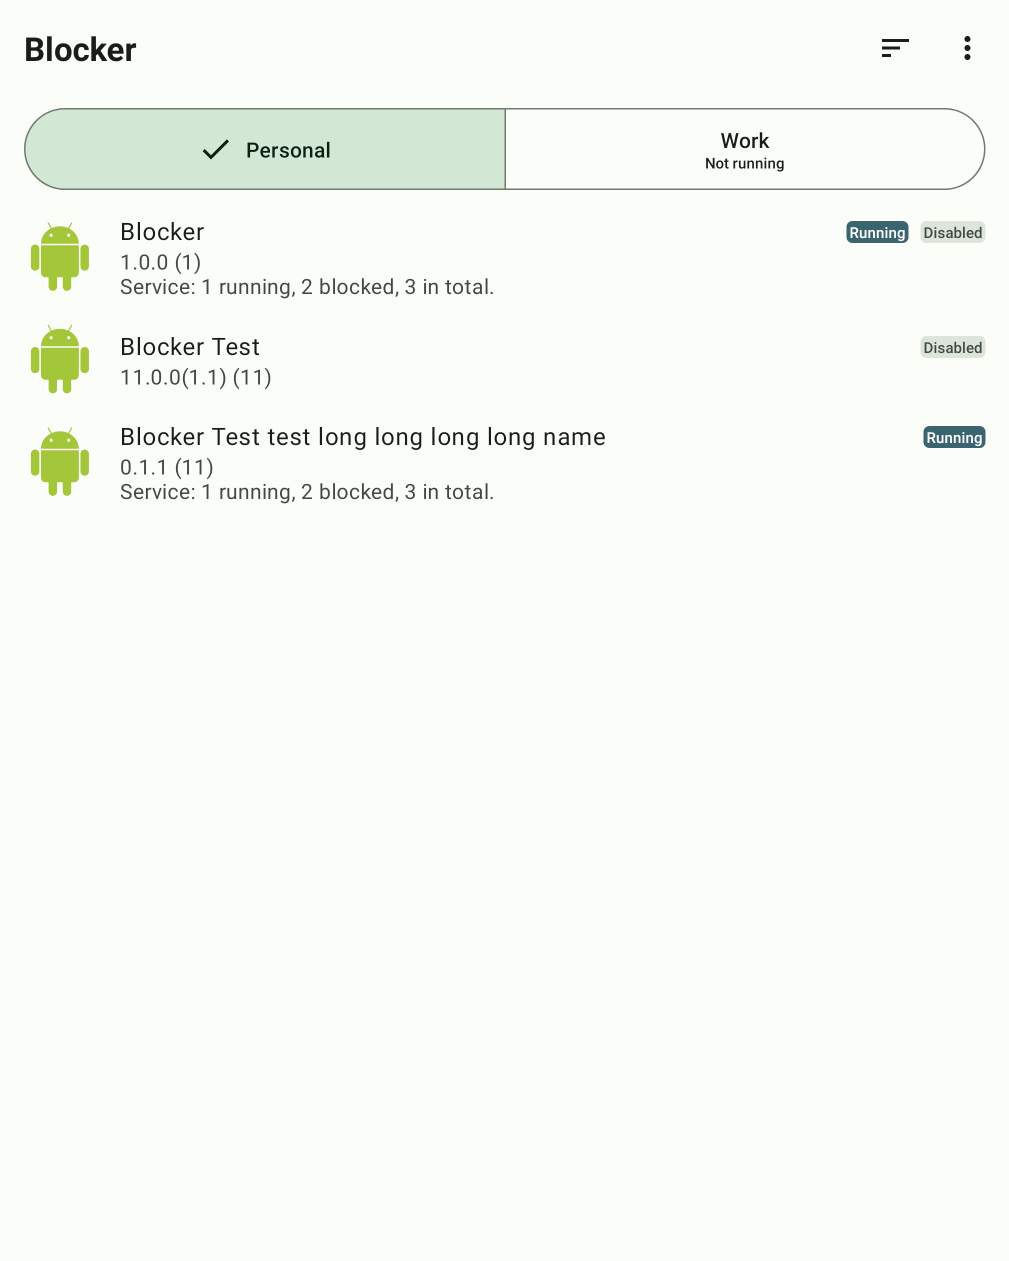 Blocker
Personal
Work
Not running
Blocker
Running
Disabled
1.0.0 (1)
Service: 1 running, 2 blocked, 3 in total.
Blocker Test
Disabled
11.0.0(1.1) (11)
Blocker Test test long long long long name
Running
0.1.1 (11)
Service: 1 running, 2 blocked, 3 in total.